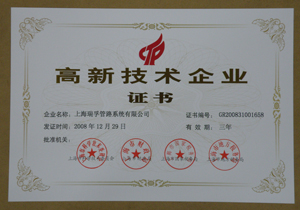 高新技术企业
证书
企业名称：上海瑞孚管路系统有限公司 证书编号：GR200831001658
发证时间：2008年12月29日 有效期：三年
批准机关：